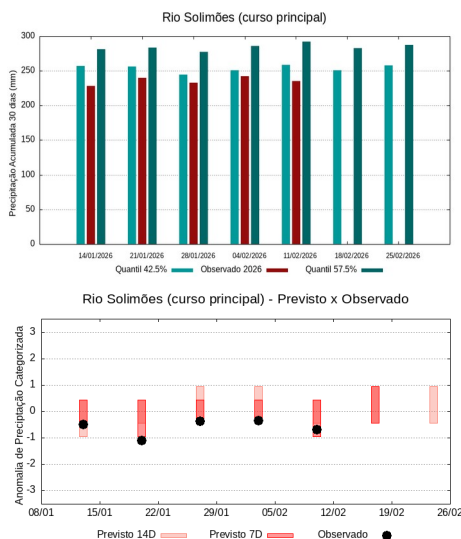 Rio Solimões (curso principal)
Precipitação Acumulada 30 dias (mm)
300
250
200
150
100
50
0
14/01/2026 21/01/2026 28/01/2026 04/02/2026 11/02/2026 18/02/2026 25/02/2026
Quantil 42.5% Observado 2026 Quantil 57.5%
Rio Solimões (curso principal) - Previsto x Observado
Anomalia de Preciptação Categorizada
3
2
1
0
-1
-2
-3
08/01 15/01 22/01 29/01 05/02 12/02 19/02 26/02
Previsto 14D Previsto 7D Observado